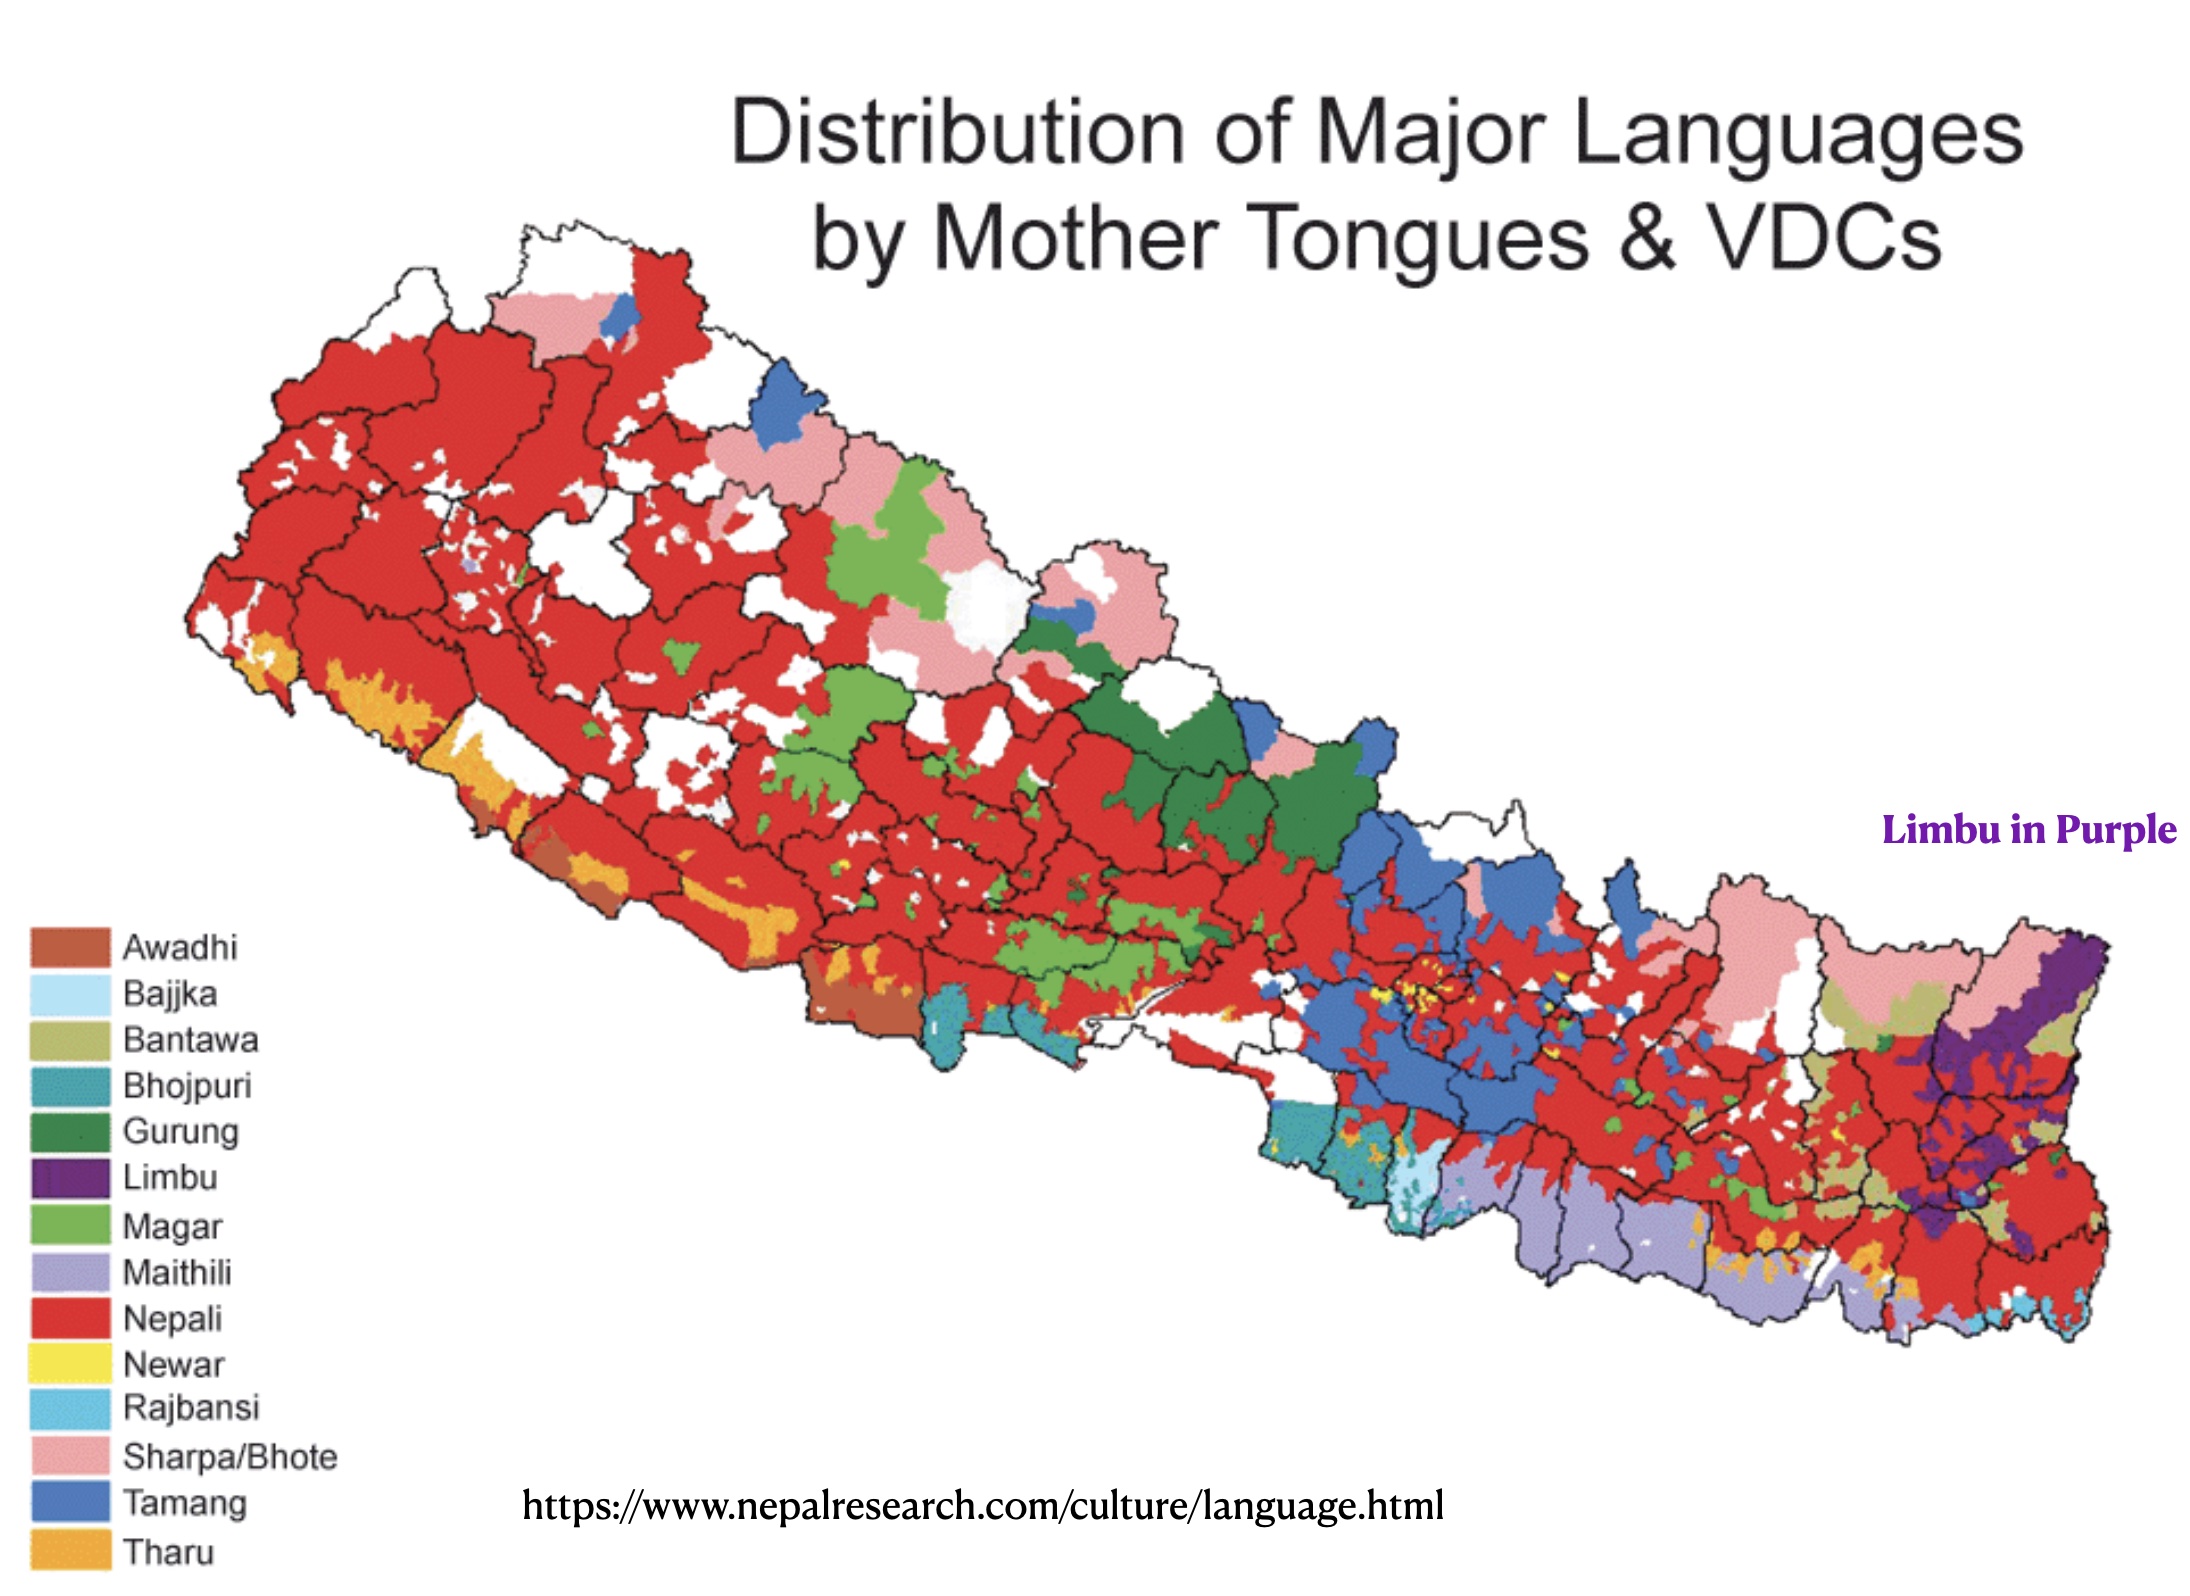 Distribution of Major Languages
by Mother Tongues & VDCs
Limbu in Purple
Awadhi
Bajjka
Bantawa
Bhojpuri
Gurung
Limbu
Magar
Maithili
Nepali
Newar
Rajbansi
Sharpa/Bhote
Tamang
Tharu
https://www.nepalresearch.com/culture/language.html